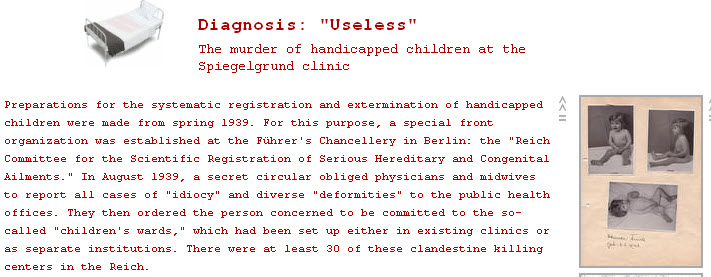 Diagnosis: "Useless"
The murder of handicapped children at the
Spiegelgrund clinic
Preparations for the systematic registration and extermination of handicapped
children were made from spring 1939. For this purpose, a special front
organization was established at the Führer's Chancellery in Berlin: the "Reich
Committee for the Scientific Registration of Serious Hereditary and Congenital
Ailments." In August 1939, a secret circular obliged physicians and midwives
to report all cases of "idiocy" and diverse "deformities" to the public health
offices. They then ordered the person concerned to be committed to the so-
called "children's wards," which had been set up either in existing clinics or
as separate institutions. There were at least 30 of these clandestine killing
centers in the Reich.